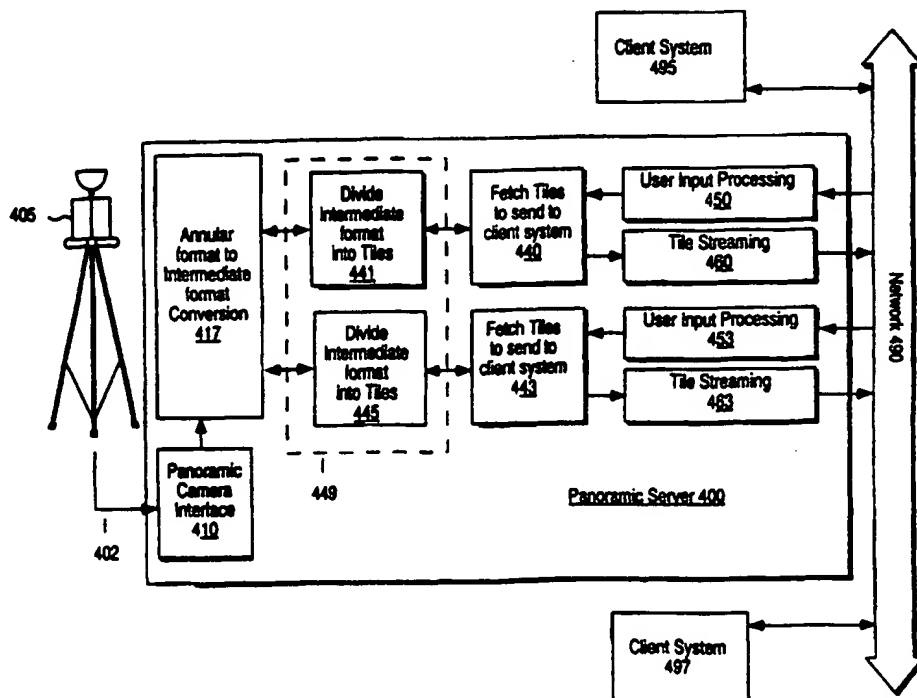 Client System
495
405
Annular
format to
Intermediate
format
Conversion
417
Divide
Intermediate
format
into Tiles
441
Fetch Tiles
to send to
client system
440
User Input Processing
450
Tile Streaming
460
Divide
Intermediate
format
into Tiles
445
Fetch Tiles
to send to
client system
443
User Input Processing
453
Tile Streaming
463
Network 490
Panoramic
Camera
Interface
410
449
Panoramic Server 400
402
Client System
497